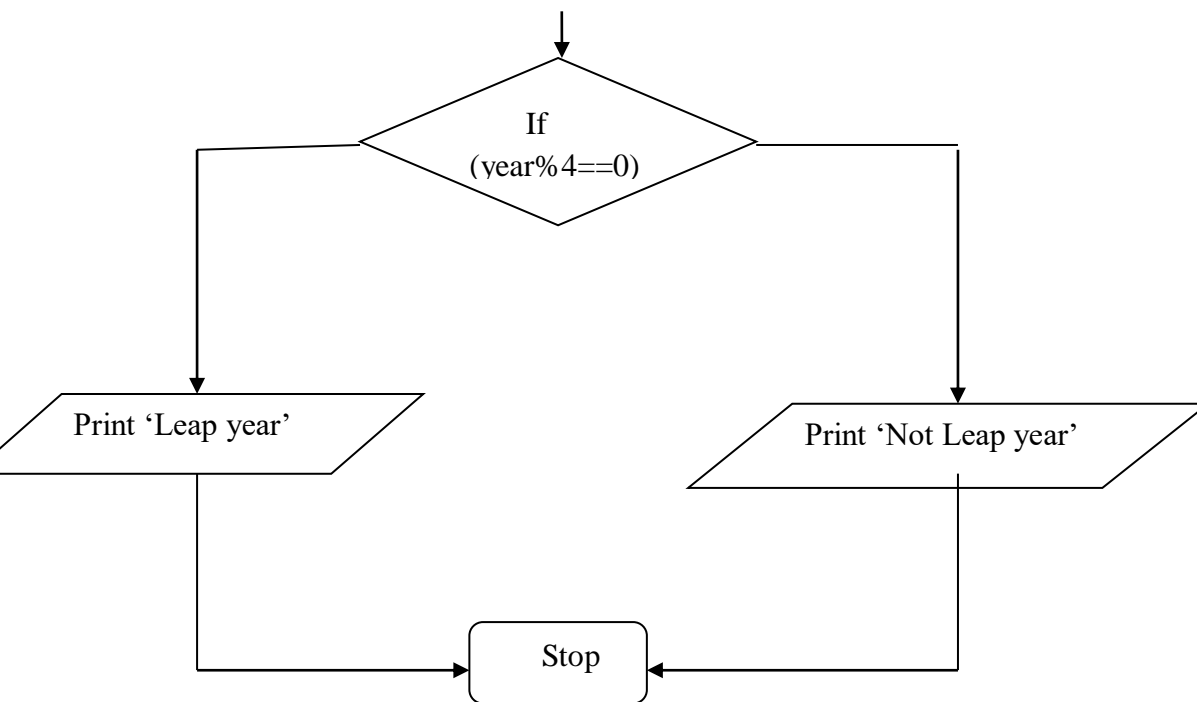 If
(year%4==0)
Print ‘Leap year’
Print ‘Not Leap year’
Stop